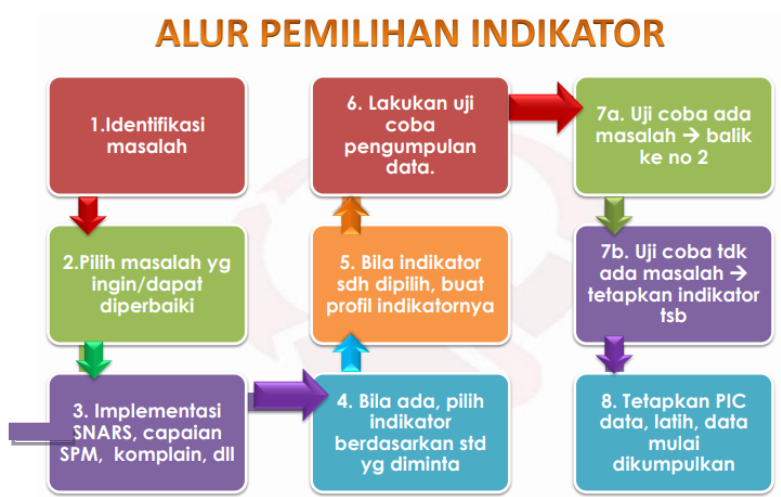 ALUR PEMILIHAN INDIKATOR
1.Identifikasi
masalah
2.Pilih masalah yg
ingin/dapat
diperbaiki
3. Implementasi
SNARS, capaian
SPM, komplain, dll
4. Bila ada, pilih
indikator
berdasarkan std
yg diminta
5. Bila indikator
sdh dipilih, buat
profil indikatornya
6. Lakukan uji
coba
pengumpulan
data.
7a. Uji coba ada
masalah → balik
ke no 2
7b. Uji coba tdk
ada masalah →
tetapkan indikator
tsb
8. Tetapkan PIC
data, latih, data
mulai
dikumpulkan